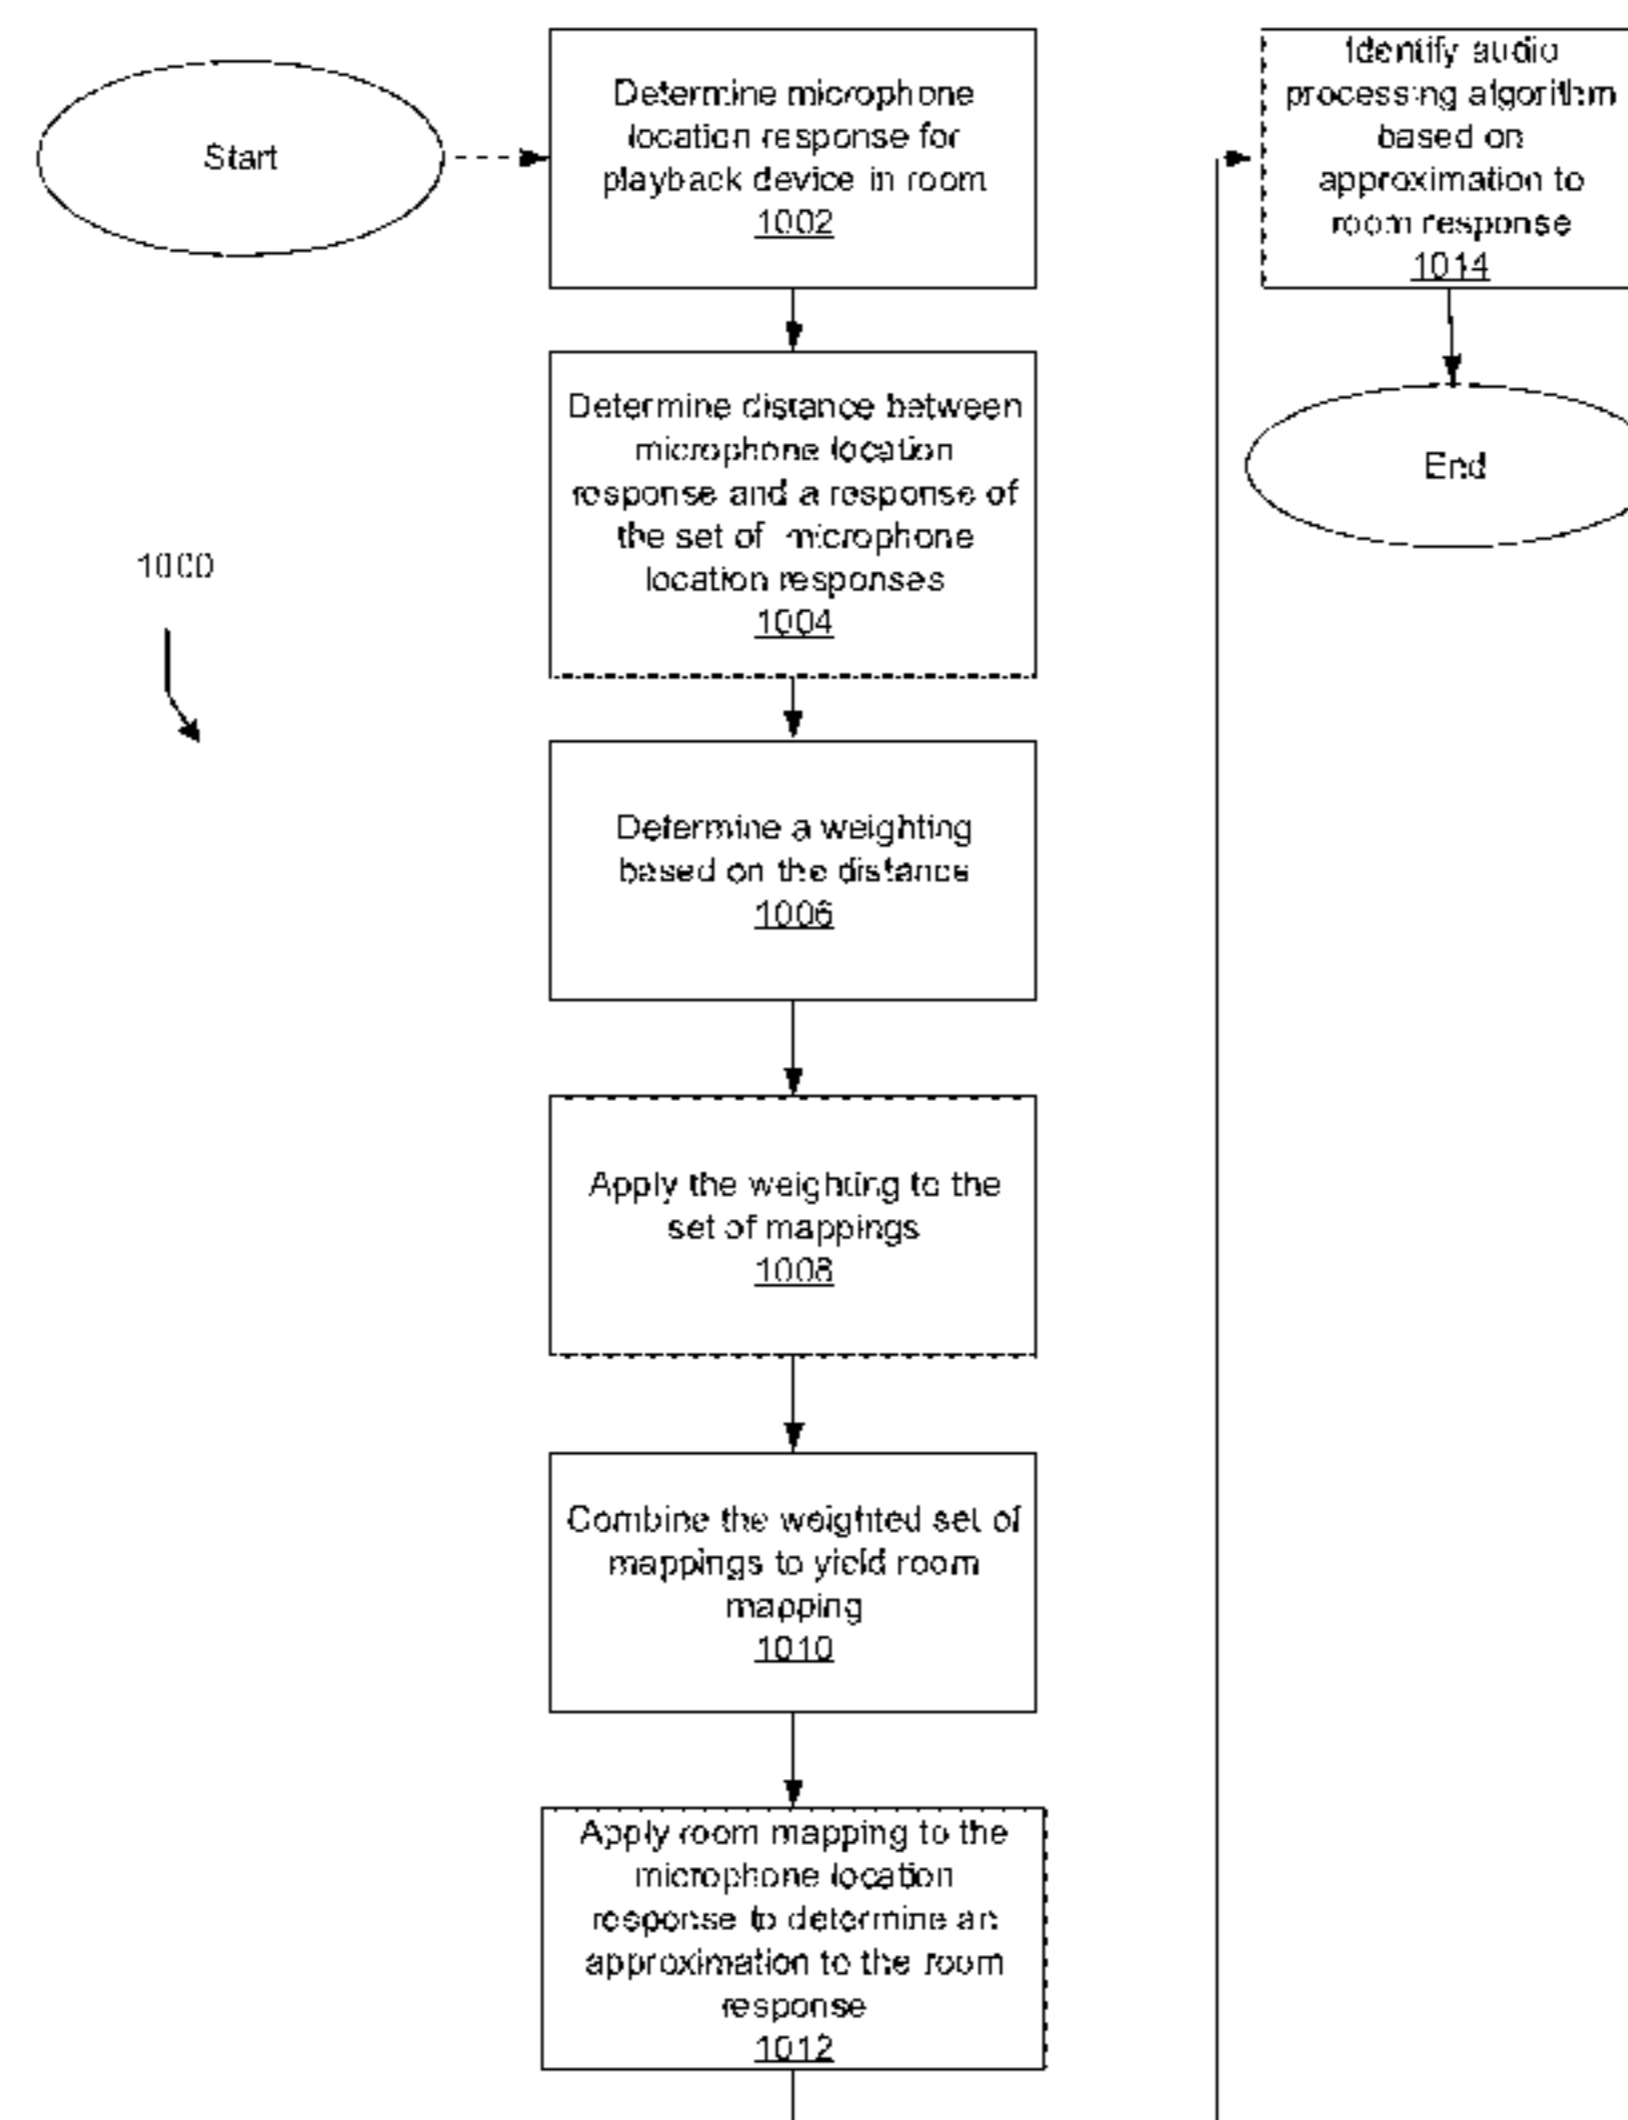 Start
Determine microphone
location response for
playback device in room
1002
Determine distance between
microphone location
response and a response of
the set of microphone
location responses
1004
1000
Determine a weighting
based on the distance
1006
Apply the weighting to the
set of mappings
1008
Combine the weighted set of
mappings to yield room
mapping
1010
Apply room mapping to the
microphone location
response to determine an
approximation to the room
response
1012
Identify audio
processing algorithm
based on
approximation to
room response
1014
End